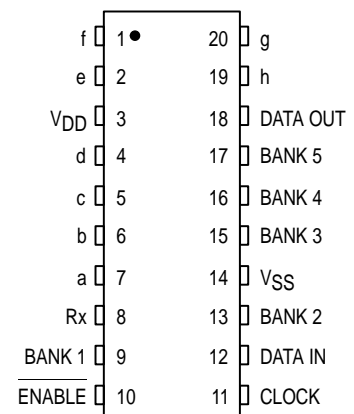 f 1 20 g
e 2 19 h
VDD 3 18 DATA OUT
d 4 17 BANK 5
c 5 16 BANK 4
b 6 15 BANK 3
a 7 14 VSS
Rx 8 13 BANK 2
BANK 1 9 12 DATA IN
ENABLE 10 11 CLOCK